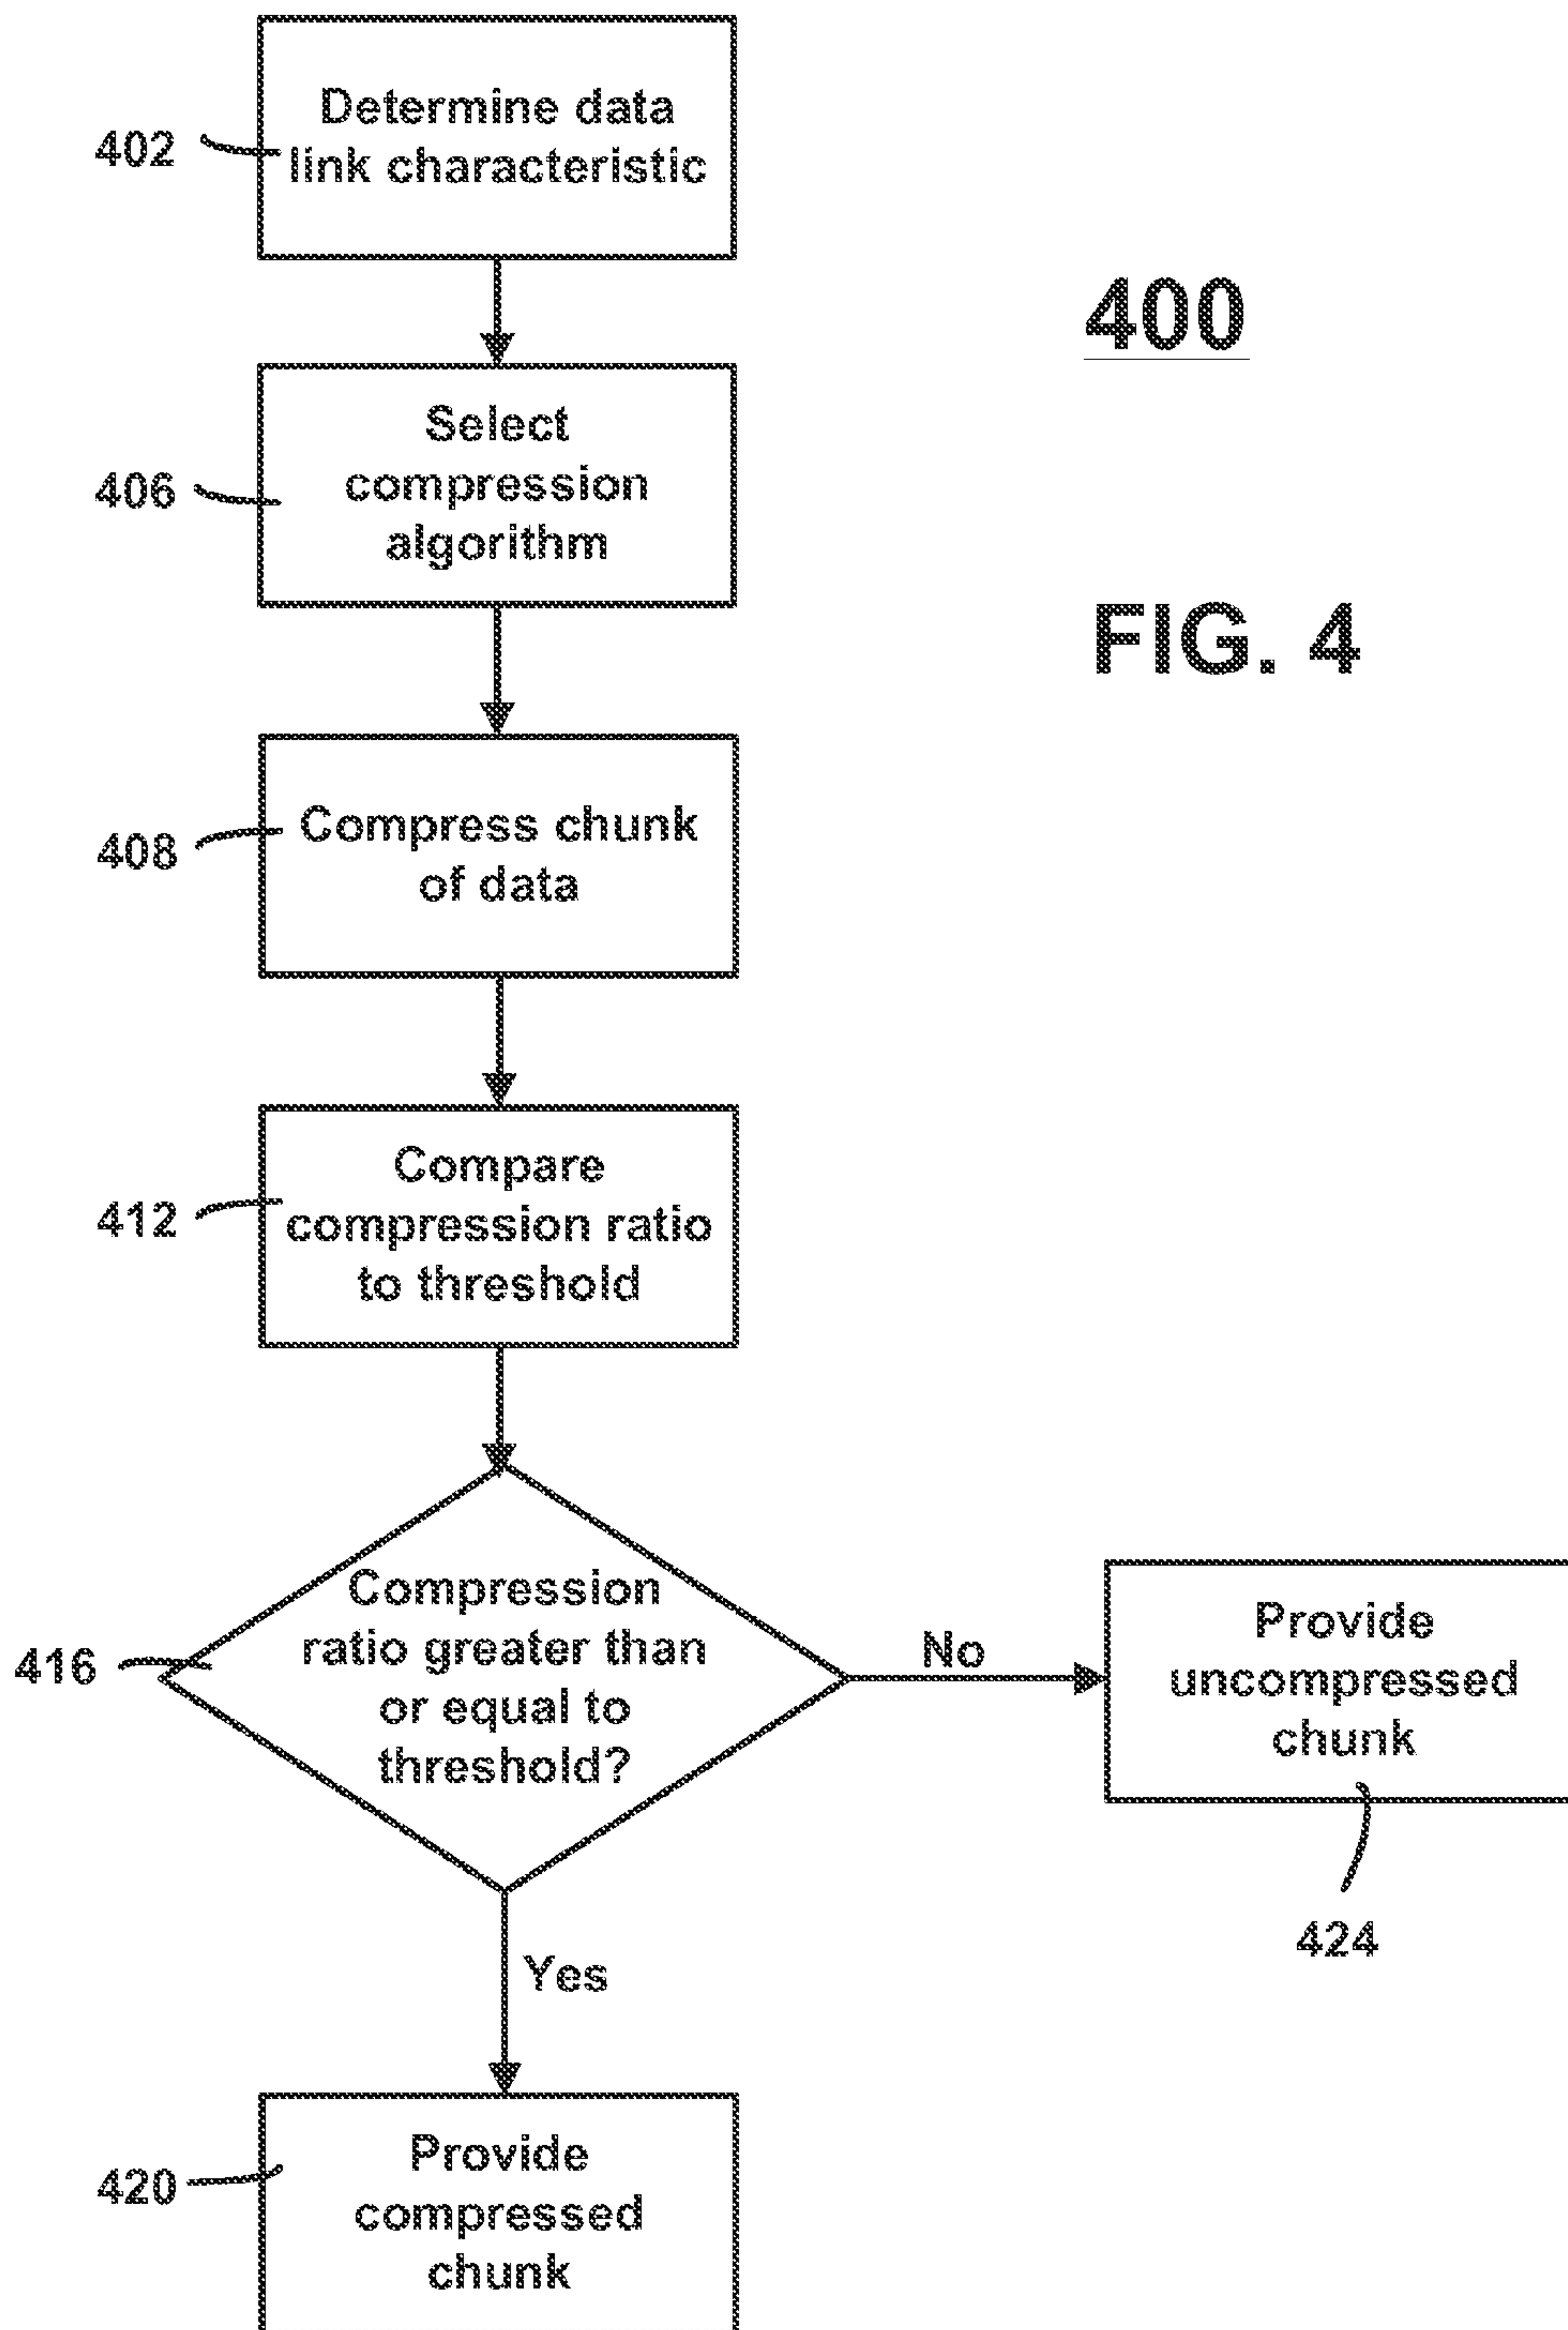 Determine data
link characteristic
402
400
Select
compression
algorithm
406
FIG. 4
Compress chunk
of data
408
Compare
compression ratio
to threshold
412
Compression
ratio greater than
or equal to
threshold?
416
No
Provide
uncompressed
chunk
424
Yes
Provide
compressed
chunk
420